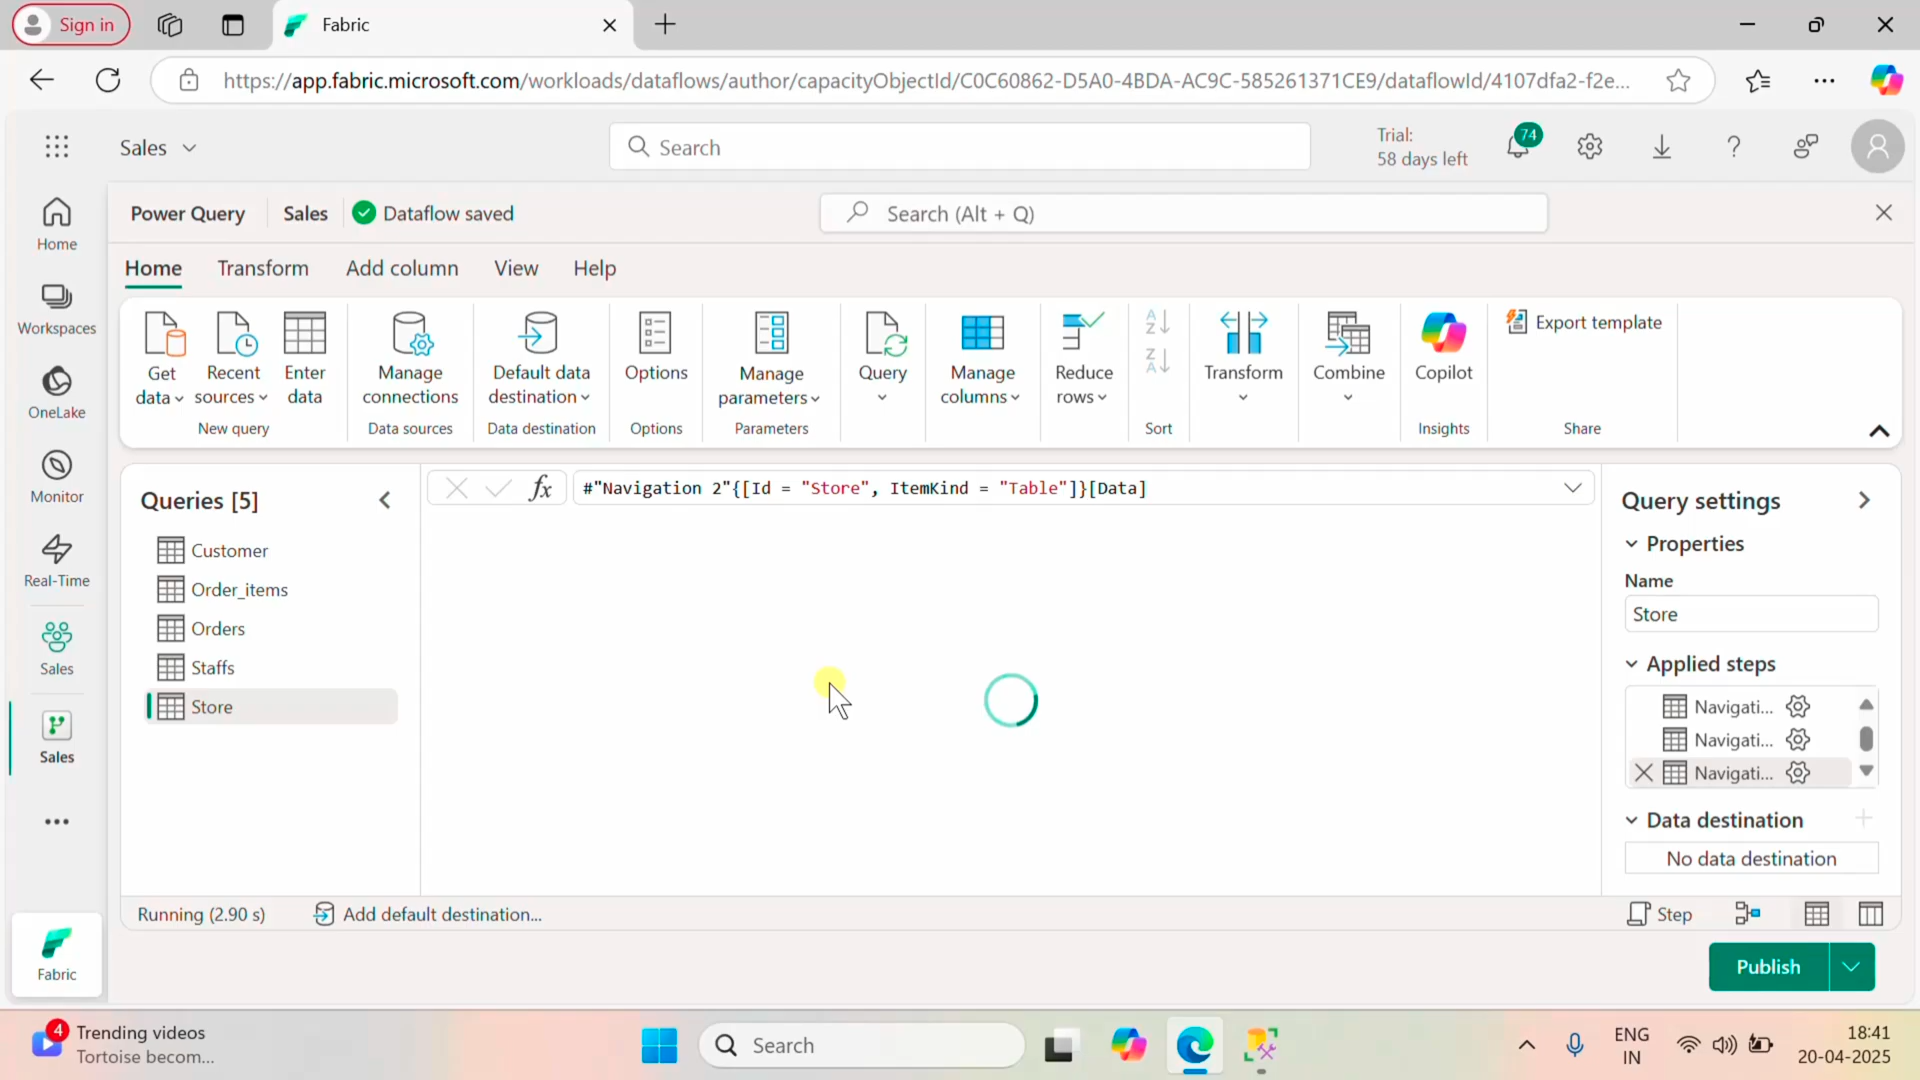 Sign in
Fabric
https://app.fabric.microsoft.com/workloads/dataflows/author/capacityObjectId/C0C60862-D5A0-4BDA-AC9C-585261371CE9/dataflowId/4107dfa2-f2e...
Sales
Search
Trial:
58 days left
74
Power Query
Sales
Dataflow saved
Search (Alt + Q)
Home
Workspaces
OneLake
Monitor
Real-Time
Sales
Sales
Fabric
Home
Transform
Add column
View
Help
Get
data
Recent
sources
Enter
data
New query
Manage
connections
Data sources
Default data
destination
Data destination
Options
Options
Manage
parameters
Parameters
Query
Manage
columns
Reduce
rows
Sort
Transform
Combine
Copilot
Insights
Export template
Share
Queries [5]
Customer
Order_items
Orders
Staffs
Store
fx
#"Navigation 2"{[Id = "Store", ItemKind = "Table"]}[Data]
Query settings
Properties
Name
Store
Applied steps
Navigati...
Navigati...
Navigati...
Data destination
No data destination
Running (2.90 s)
Add default destination...
Step
Publish
4
Trending videos
Tortoise becom...
Search
ENG
IN
18:41
20-04-2025